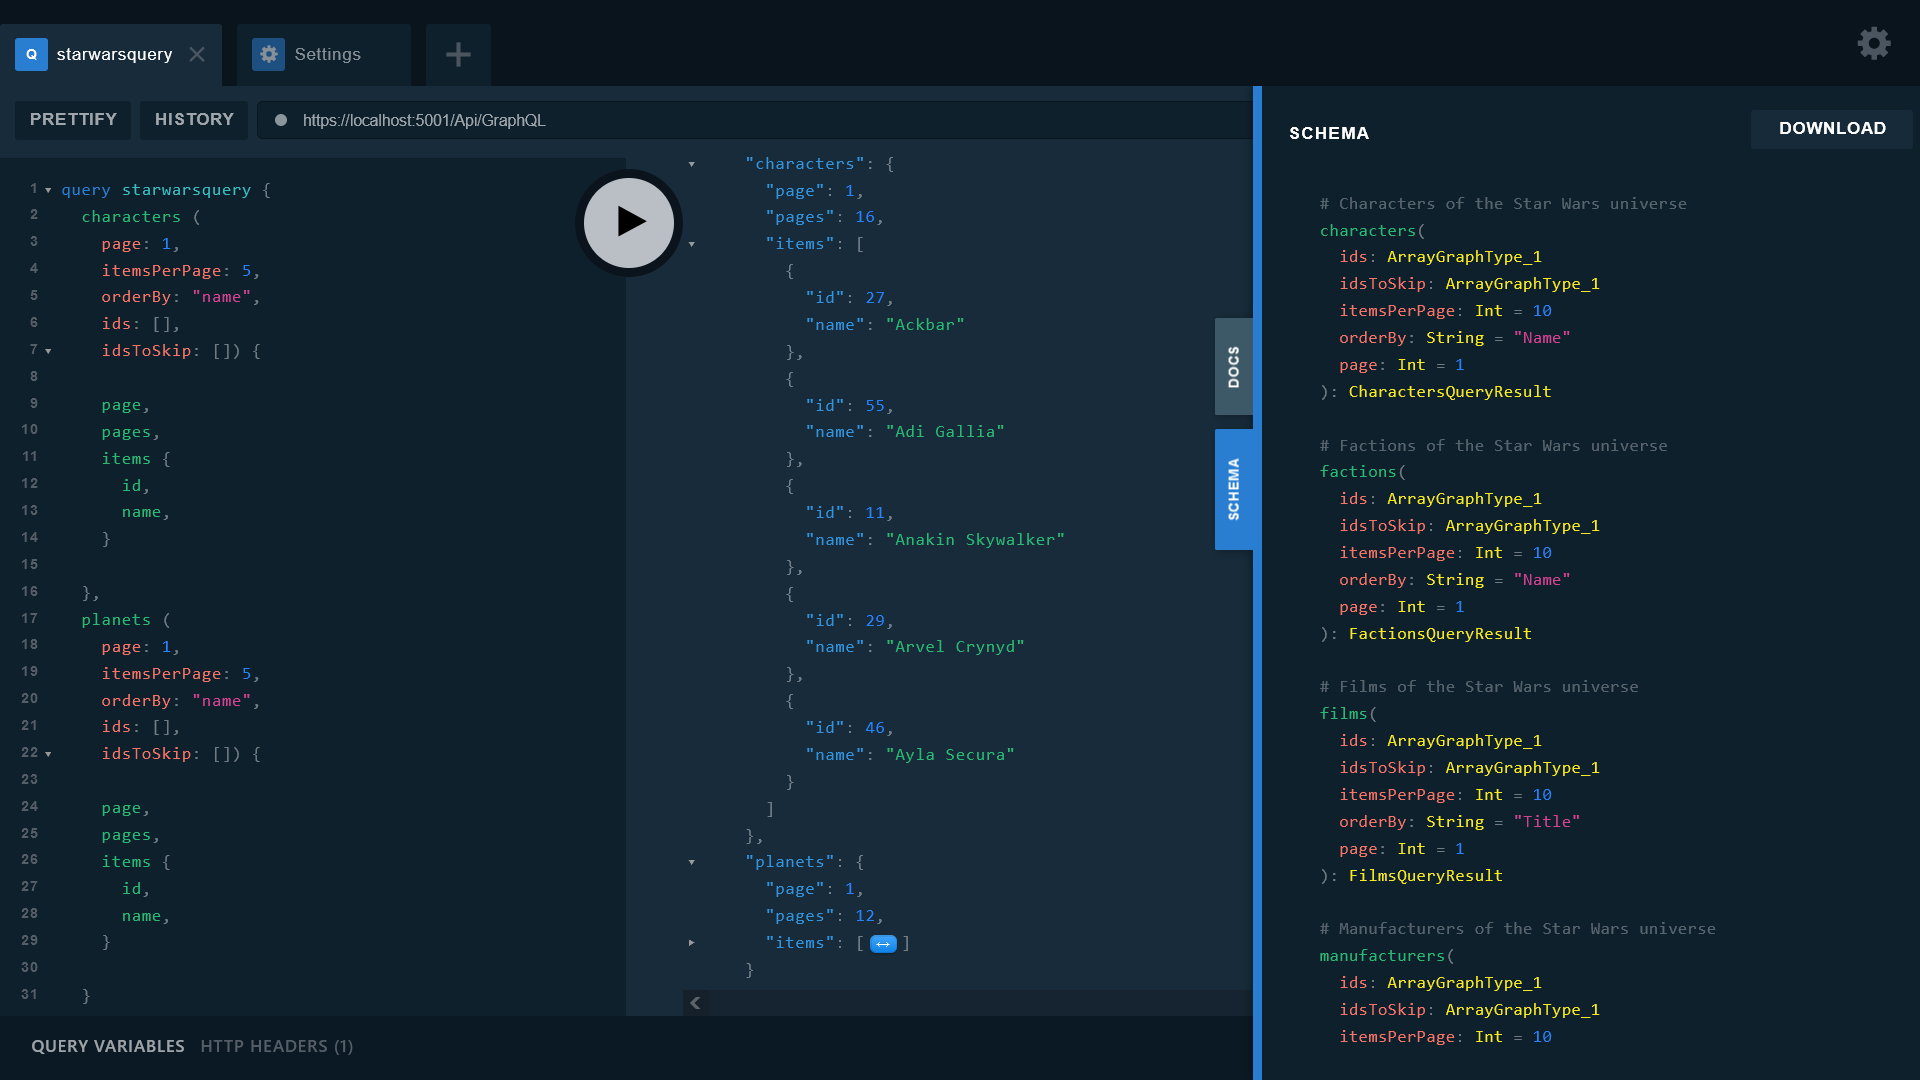 Q starwarsquery
Settings
PRETTIFY
HISTORY
https://localhost:5001/Api/GraphQL
1 query starwarsquery {
2 characters (
3 page: 1,
4 itemsPerPage: 5,
5 orderBy: "name",
6 ids: [],
7 idsToSkip: []) {
8
9 page,
10 pages,
11 items {
12 id,
13 name,
14 }
15
16 },
17 planets (
18 page: 1,
19 itemsPerPage: 5,
20 orderBy: "name",
21 ids: [],
22 idsToSkip: []) {
23
24 page,
25 pages,
26 items {
27 id,
28 name,
29 }
30
31 }
QUERY VARIABLES
HTTP HEADERS (1)
"characters": {
"page": 1,
"pages": 16,
"items": [
{
"id": 27,
"name": "Ackbar"
},
{
"id": 55,
"name": "Adi Gallia"
},
{
"id": 11,
"name": "Anakin Skywalker"
},
{
"id": 29,
"name": "Arvel Crynyd"
},
{
"id": 46,
"name": "Ayla Secura"
}
]
},
"planets": {
"page": 1,
"pages": 12,
"items": [↔]
}
DOCS
SCHEMA
SCHEMA
DOWNLOAD
# Characters of the Star Wars universe
characters(
ids: ArrayGraphType_1
idsToSkip: ArrayGraphType_1
itemsPerPage: Int = 10
orderBy: String = "Name"
page: Int = 1
): CharactersQueryResult
# Factions of the Star Wars universe
factions(
ids: ArrayGraphType_1
idsToSkip: ArrayGraphType_1
itemsPerPage: Int = 10
orderBy: String = "Name"
page: Int = 1
): FactionsQueryResult
# Films of the Star Wars universe
films(
ids: ArrayGraphType_1
idsToSkip: ArrayGraphType_1
itemsPerPage: Int = 10
orderBy: String = "Title"
page: Int = 1
): FilmsQueryResult
# Manufacturers of the Star Wars universe
manufacturers(
ids: ArrayGraphType_1
idsToSkip: ArrayGraphType_1
itemsPerPage: Int = 10